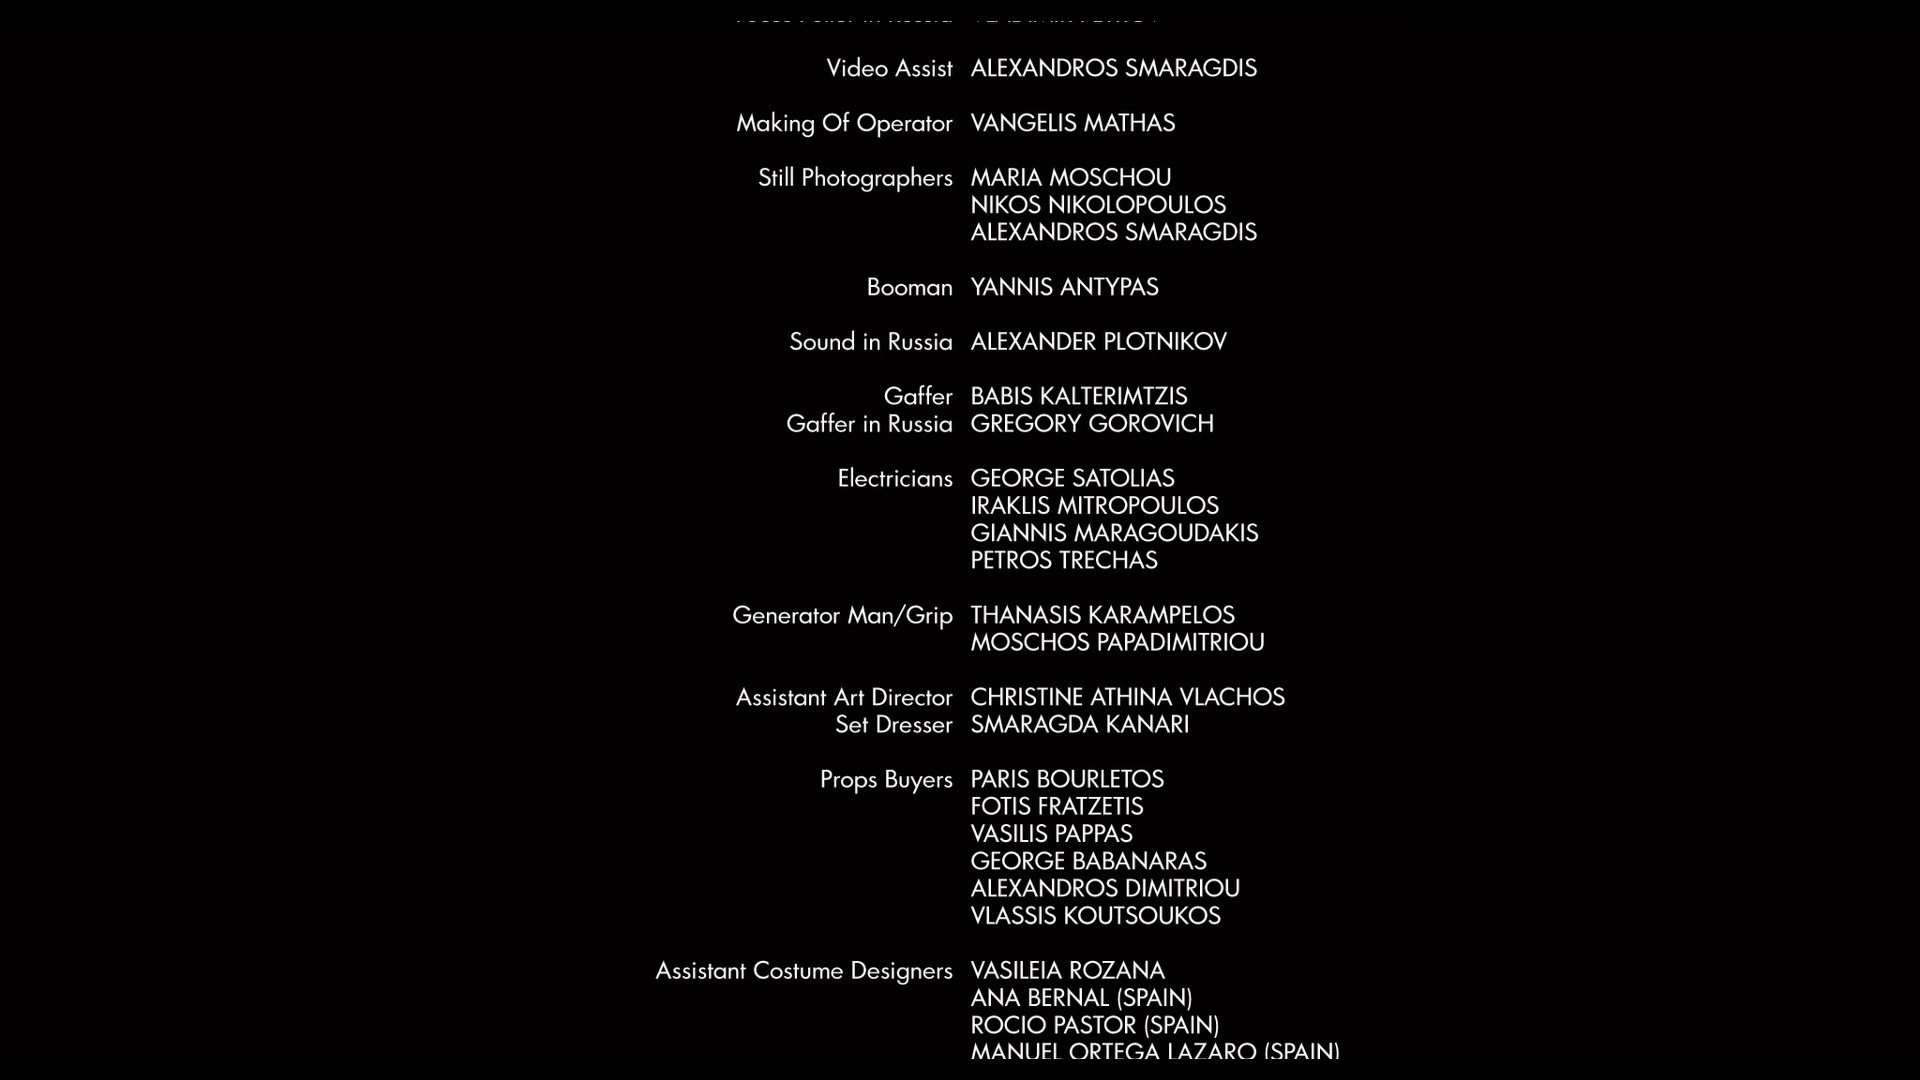 Video Assist ALEXANDROS SMARAGDIS
Making Of Operator VANGELIS MATHAS
Still Photographers MARIA MOSCHOU
NIKOS NIKOLOPOULOS
ALEXANDROS SMARAGDIS
Booman YANNIS ANTYPAS
Sound in Russia ALEXANDER PLOTNIKOV
Gaffer BABIS KALTERIMTZIS
Gaffer in Russia GREGORY GOROVICH
Electricians GEORGE SATOLIAS
IRAKLIS MITROPOULOS
GIANNIS MARAGOUDAKIS
PETROS TRECHAS
Generator Man/Grip THANASIS KARAMPELOS
MOSCHOS PAPADIMITRIOU
Assistant Art Director CHRISTINE ATHINA VLACHOS
Set Dresser SMARAGDA KANARI
Props Buyers PARIS BOURLETOS
FOTIS FRATZETIS
VASILIS PAPPAS
GEORGE BABANARAS
ALEXANDROS DIMITRIOU
VLASSIS KOUTSOUKOS
Assistant Costume Designers VASILEIA ROZANA
ANA BERNAL (SPAIN)
ROCIO PASTOR (SPAIN)
MANUEL ORTEGA LAZARO (SPAIN)